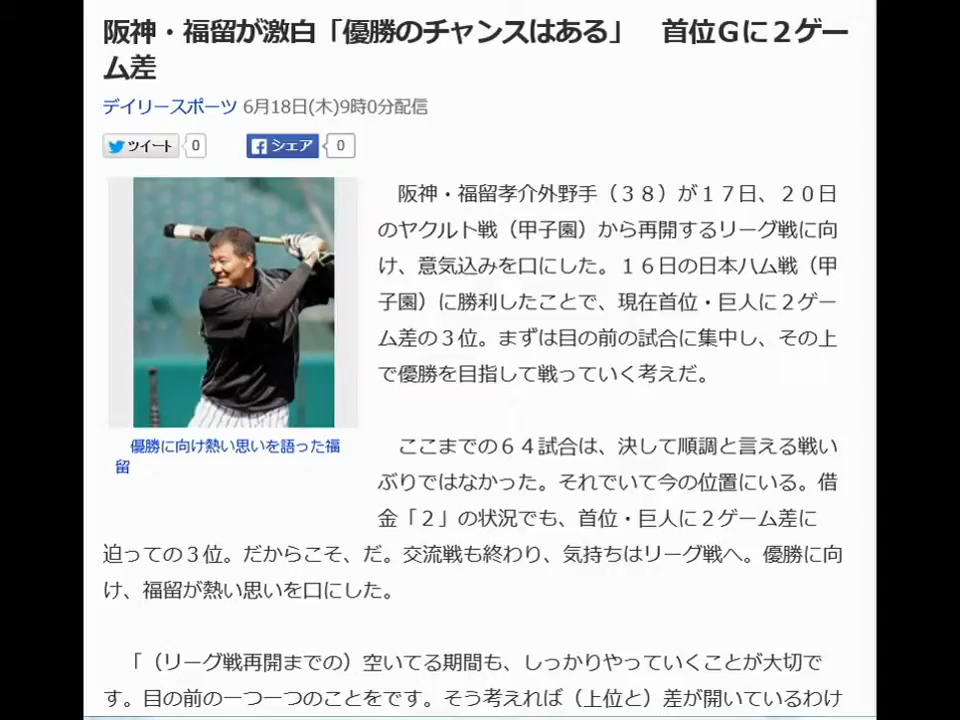 阪神・福留が激白「優勝のチャンスはある」　首位Ｇに２ゲー
ム差
デイリースポーツ 6月18日(木)9時0分配信
ツイート 0 シェア 0
　阪神・福留孝介外野手（３８）が１７日、２０日
のヤクルト戦（甲子園）から再開するリーグ戦に向
け、意気込みを口にした。１６日の日本ハム戦（甲
子園）に勝利したことで、現在首位・巨人に２ゲー
ム差の３位。まずは目の前の試合に集中し、その上
で優勝を目指して戦っていく考えだ。
優勝に向け熱い思いを語った福
留
　ここまでの６４試合は、決して順調と言える戦い
ぶりではなかった。それでいて今の位置にいる。借
金「２」の状況でも、首位・巨人に２ゲーム差に
迫っての３位。だからこそ、だ。交流戦も終わり、気持ちはリーグ戦へ。優勝に向
け、福留が熱い思いを口にした。
　「（リーグ戦再開までの）空いてる期間も、しっかりやっていくことが大切で
す。目の前の一つ一つのことをです。そう考えれば（上位と）差が開いているわけ